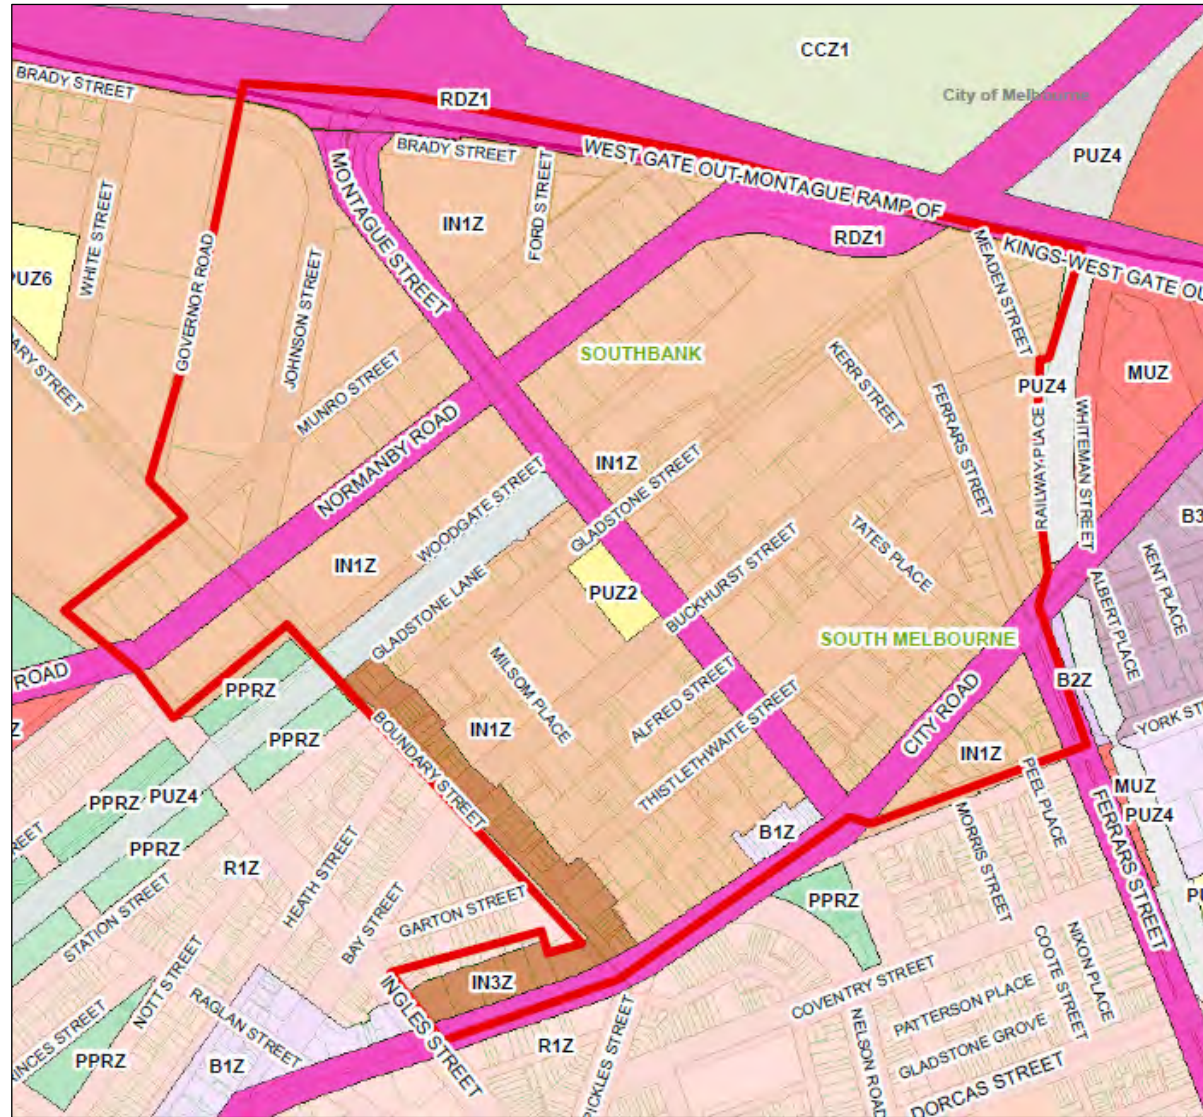 CCZ1
BRADY STREET
RDZ1
City of Melbourne
MONTAGUE STREET
BRADY STREET
WEST GATE OUT-MONTAGUE RAMP OF
PUZ4
WHITE STREET
IN1Z
FORD STREET
RDZ1
MEADEN STREET
KINGS-WEST GATE OU
PUZ6
GOVERNOR ROAD
JOHNSON STREET
SOUTHBANK
KERR STREET
MUZ
ARY STREET
MUNRO STREET
FERRARS STREET
PUZ4
RAILWAY PLACE
WHITEMAN STREET
NORMANBY ROAD
WOODGATE STREET
IN1Z
GLADSTONE STREET
B3
TATES PLACE
KENT PLACE
IN1Z
GLADSTONE LANE
PUZ2
BUCKHURST STREET
ALBERT PLACE
SOUTH MELBOURNE
ROAD
PPRZ
MILSOM PLACE
B2Z
Z
PPRZ
BOUNDARY STREET
IN1Z
ALFRED STREET
CITY ROAD
YORK ST
IN1Z
THISTLETHWAITE STREET
PEEL PLACE
PPRZ
PUZ4
MUZ
PUZ4
REET
PPRZ
B1Z
MORRIS STREET
FERRARS STREET
R1Z
HEATH STREET
PPRZ
PU
STATION STREET
BAY STREET
GARTON STREET
NIXON PLACE
COOTE STREET
NOTT STREET
IN3Z
COVENTRY STREET
RAGLAN STREET
INGLES STREET
PATTERSON PLACE
RINCES STREET
PPRZ
R1Z
NELSON ROAD
GLADSTONE GROVE
B1Z
PICKLES STREET
DORCAS STREET